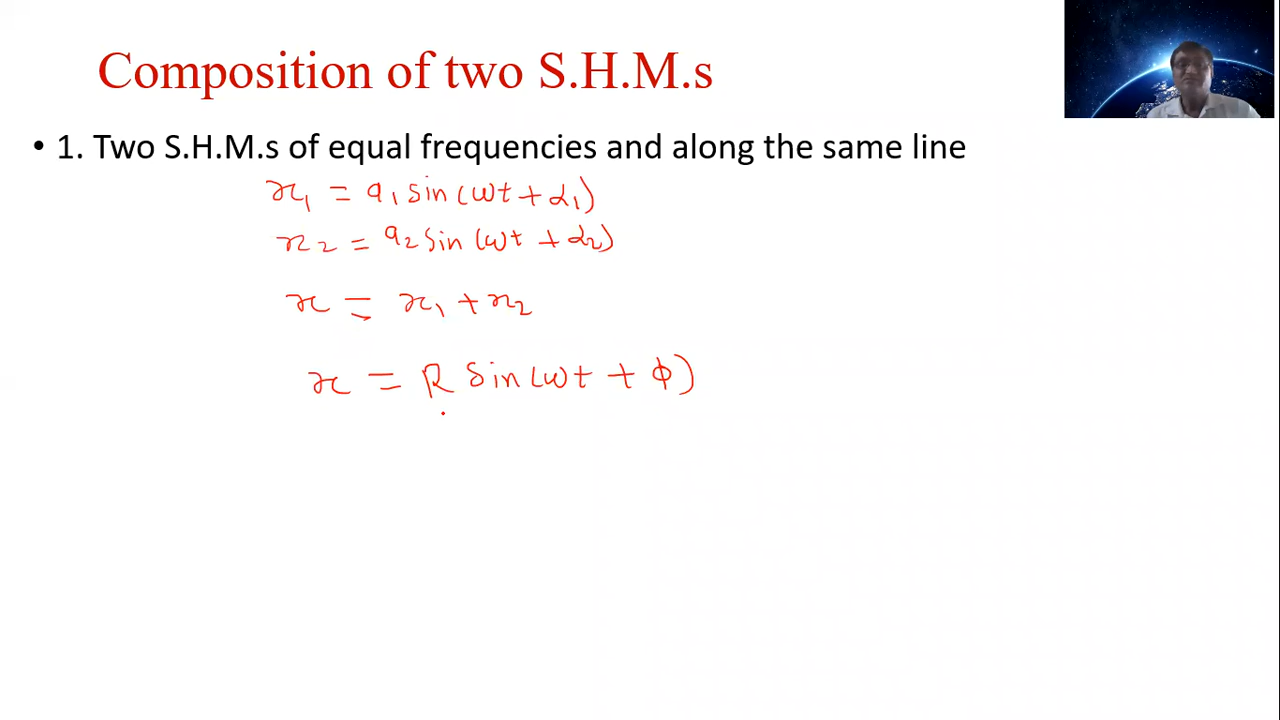 Composition of two S.H.M.s
• 1. Two S.H.M.s of equal frequencies and along the same line
x₁ = a₁ sin(ωt + α₁)
x₂ = a₂ sin(ωt + α₂)
x = x₁ + x₂
x = R sin(ωt + φ)